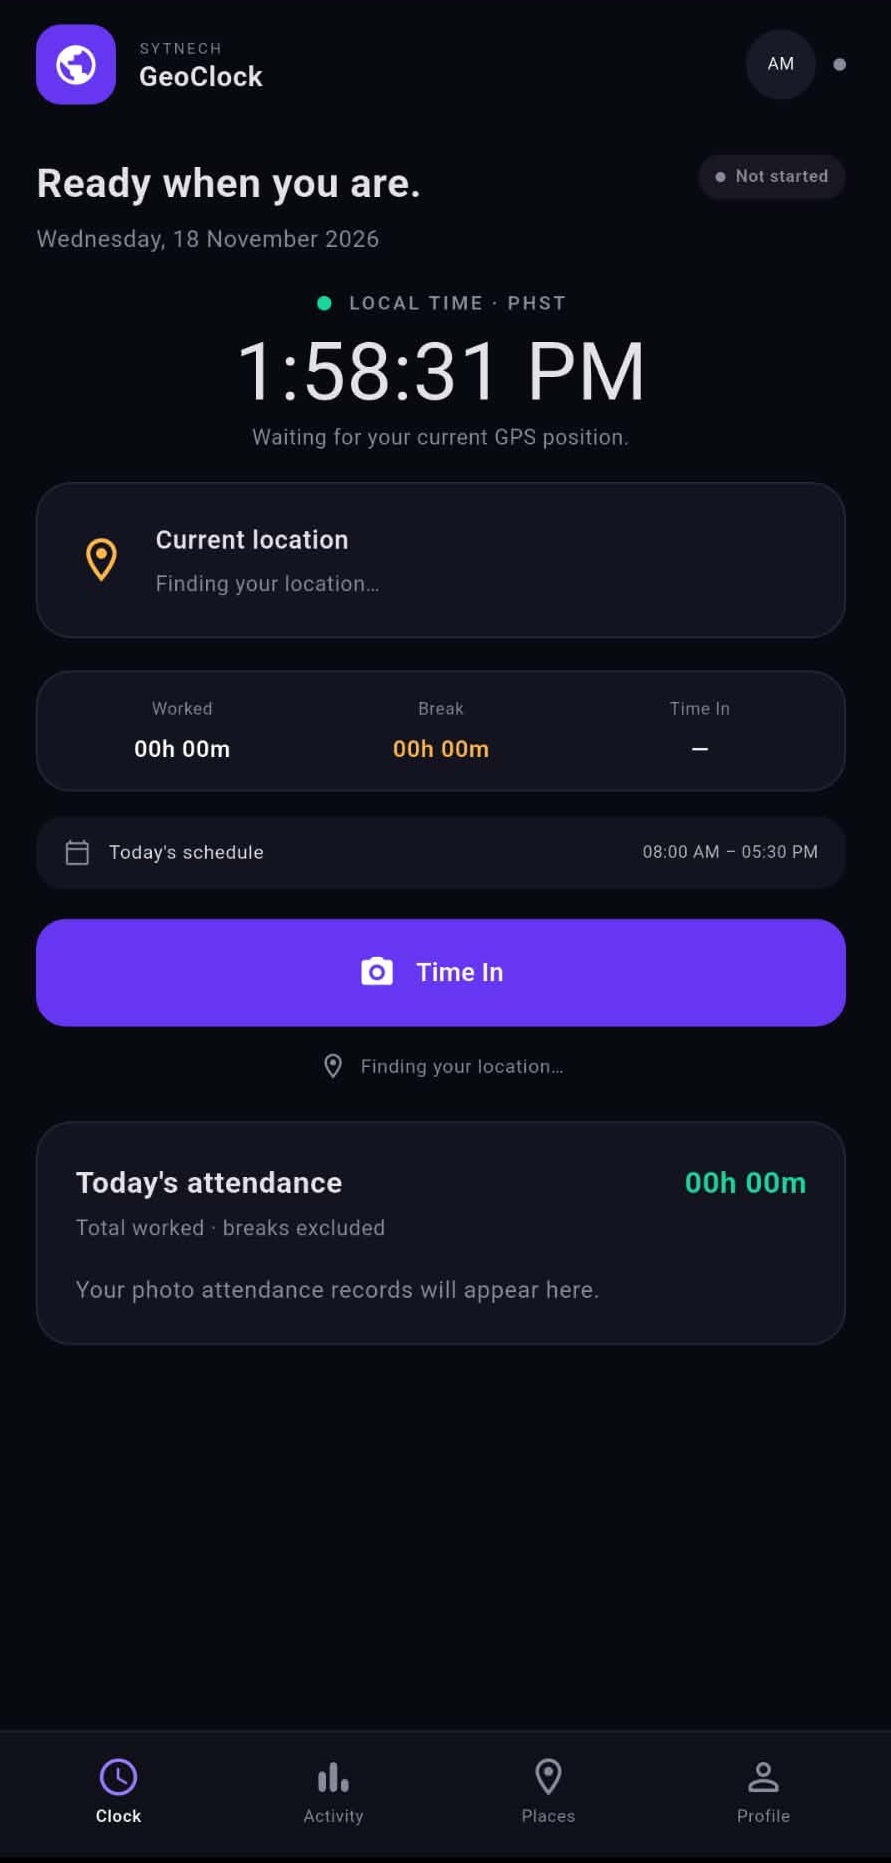 SYTNECH
GeoClock
AM
Ready when you are.
Not started
Wednesday, 18 November 2026
LOCAL TIME · PHST
1:58:31 PM
Waiting for your current GPS position.
Current location
Finding your location…
Worked
Break
Time In
00h 00m
00h 00m
—
Today's schedule
08:00 AM – 05:30 PM
Time In
Finding your location…
Today's attendance
00h 00m
Total worked · breaks excluded
Your photo attendance records will appear here.
Clock
Activity
Places
Profile